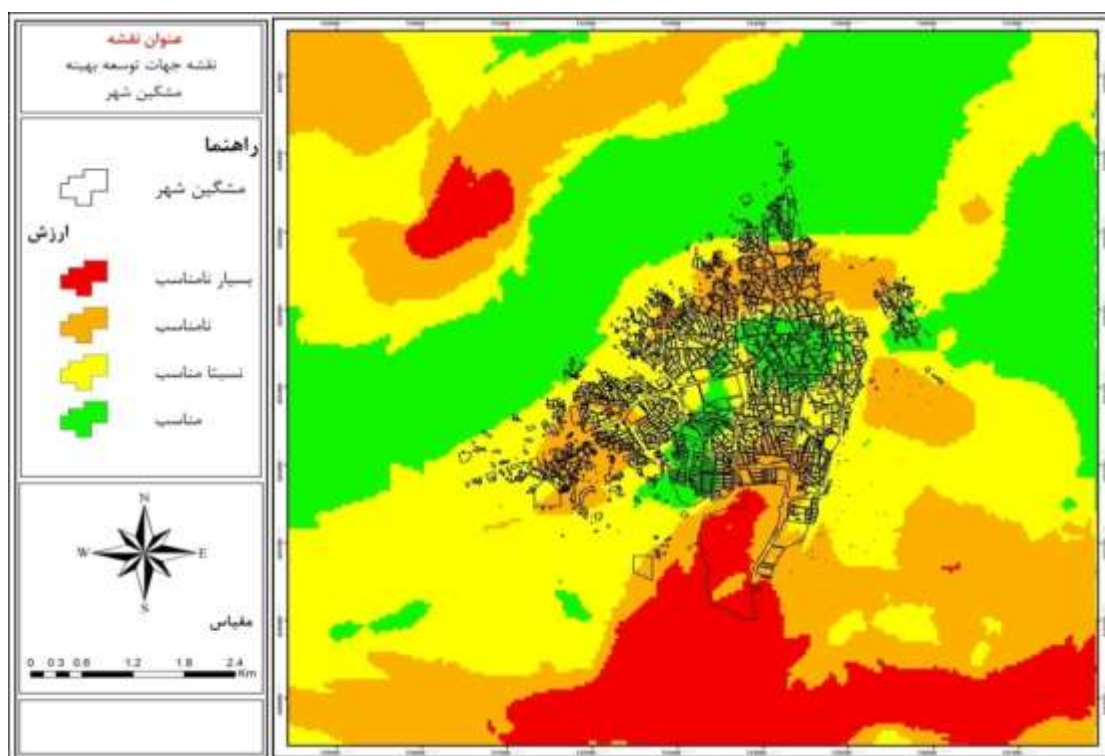 عنوان نقشه
نقشه جهات توسعه بهینه
مشگین شهر
راهنما
مشگین شهر
ارزش
بسیار نامناسب
نامناسب
نسبتا مناسب
مناسب
N
W E
S
مقیاس
0 0.3 0.6 1.2 1.8 2.4
Km